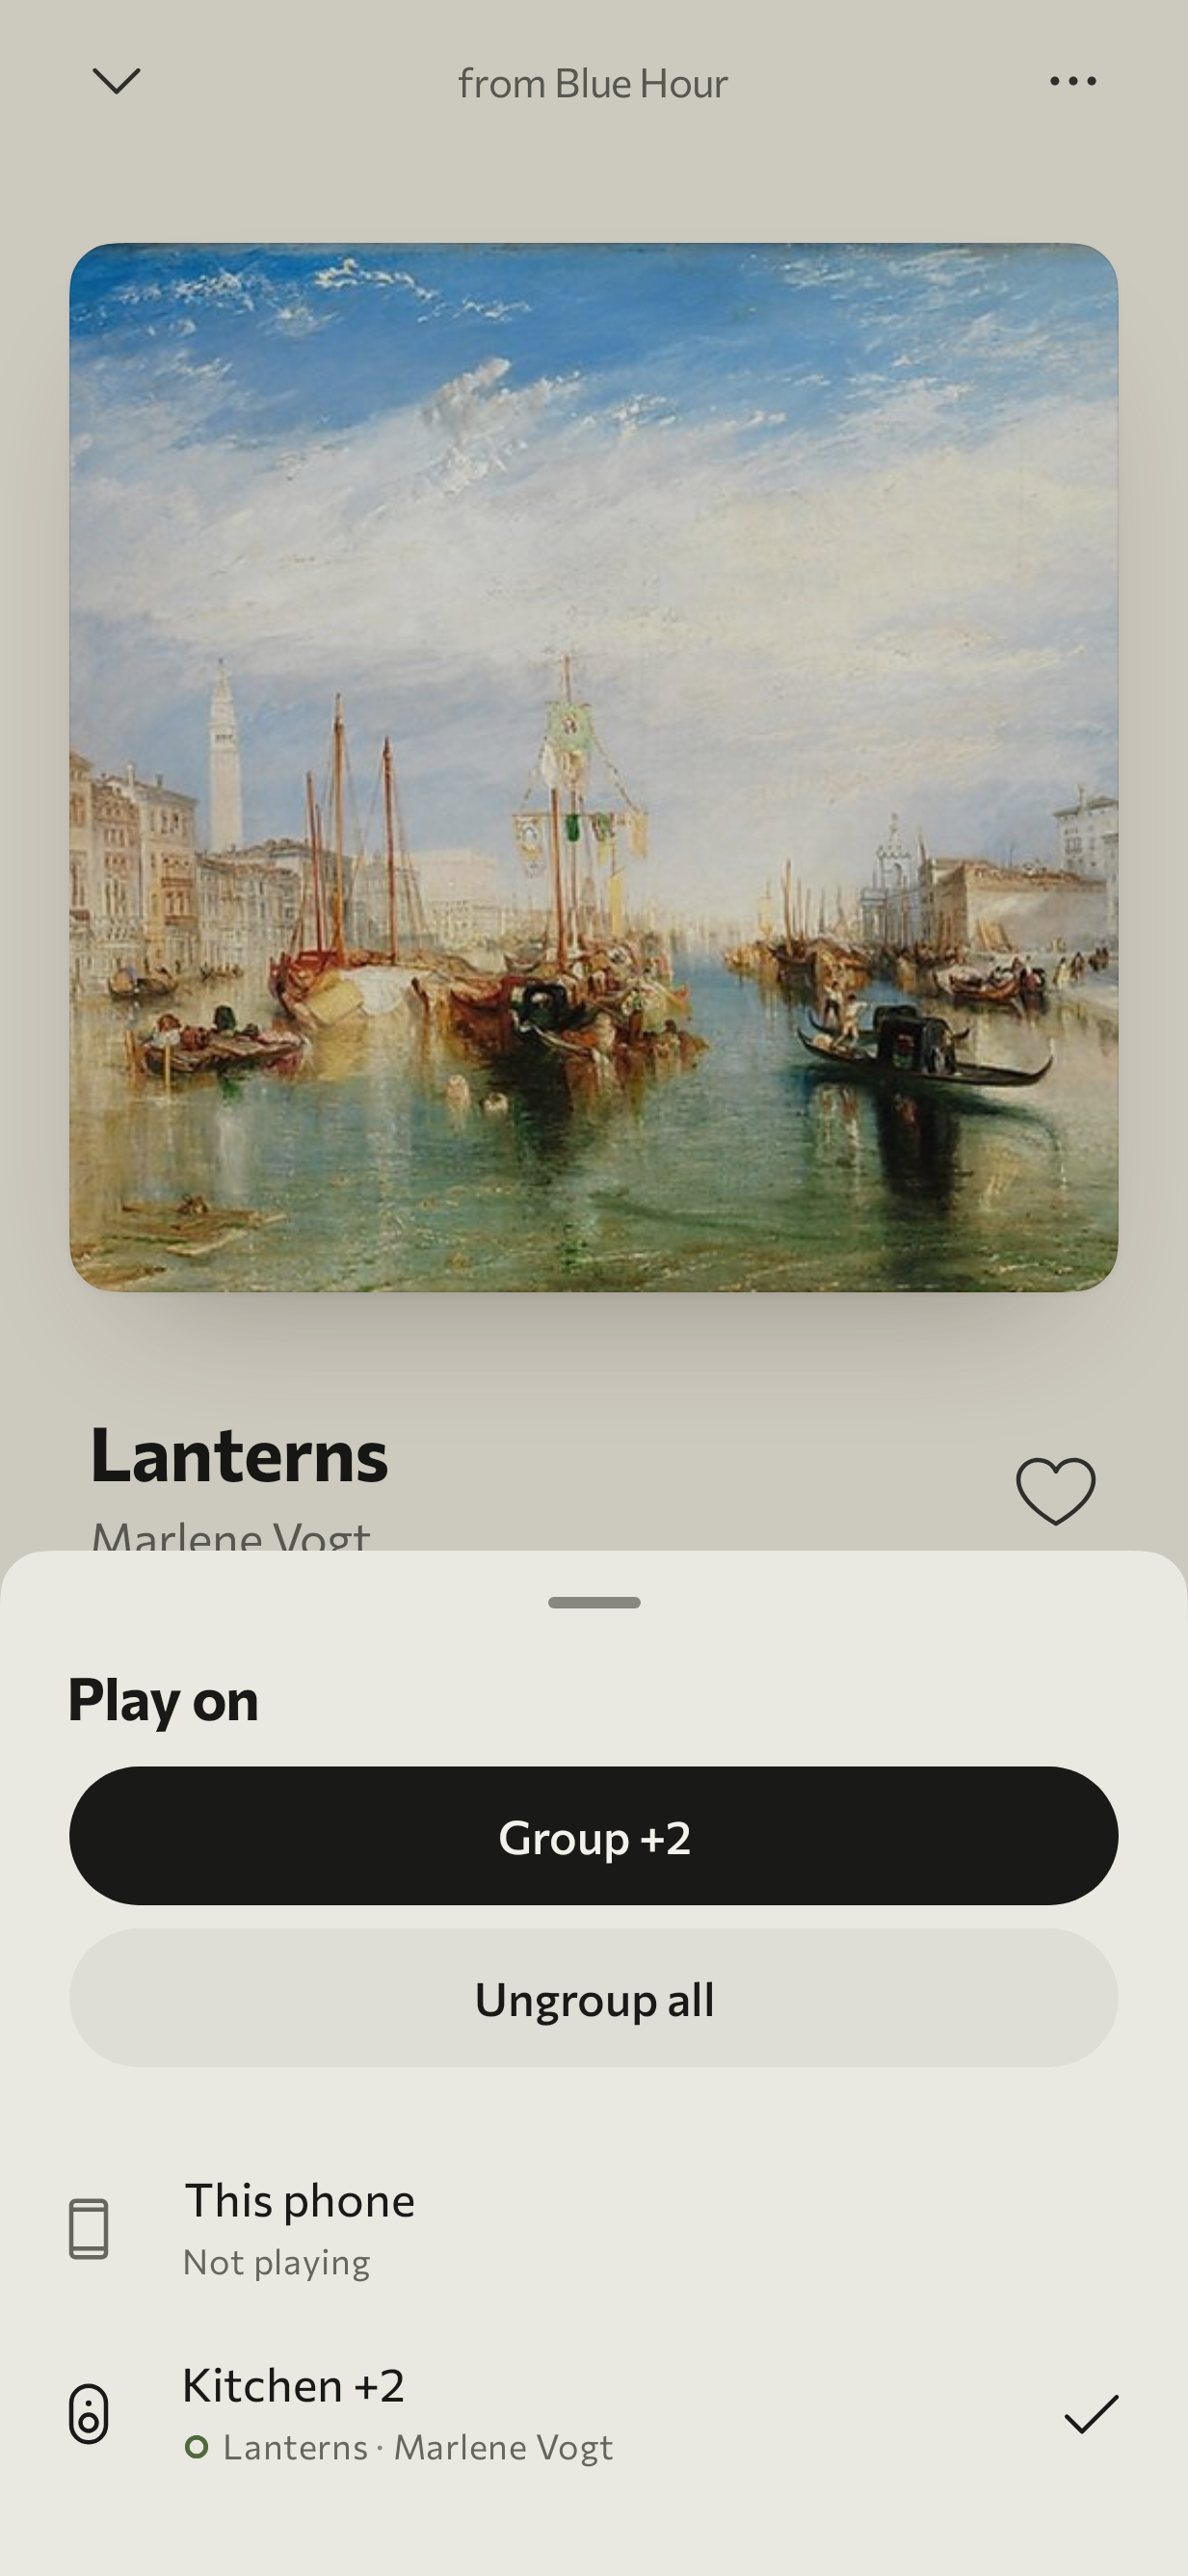 from Blue Hour
Lanterns
Marlene Vogt
Play on
Group +2
Ungroup all
This phone
Not playing
Kitchen +2
Lanterns · Marlene Vogt